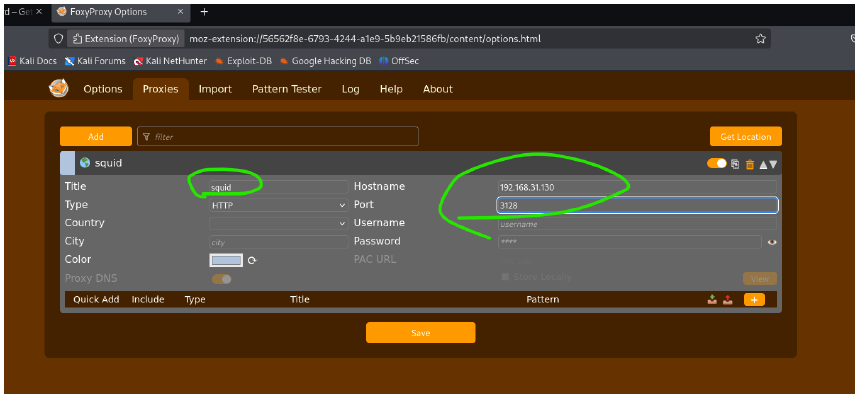 d – Get
FoxyProxy Options
Extension (FoxyProxy) moz-extension://56562f8e-6793-4244-a1e9-5b9eb21586fb/content/options.html
Kali Docs Kali Forums Kali NetHunter Exploit-DB Google Hacking DB OffSec
Options Proxies Import Pattern Tester Log Help About
Add filter Get Location
squid
Title squid Hostname 192.168.31.130
Type HTTP Port 3128
Country Username username
City city Password ****
Color PAC URL
Proxy DNS Store Locally View
Quick Add Include Type Title Pattern
Save